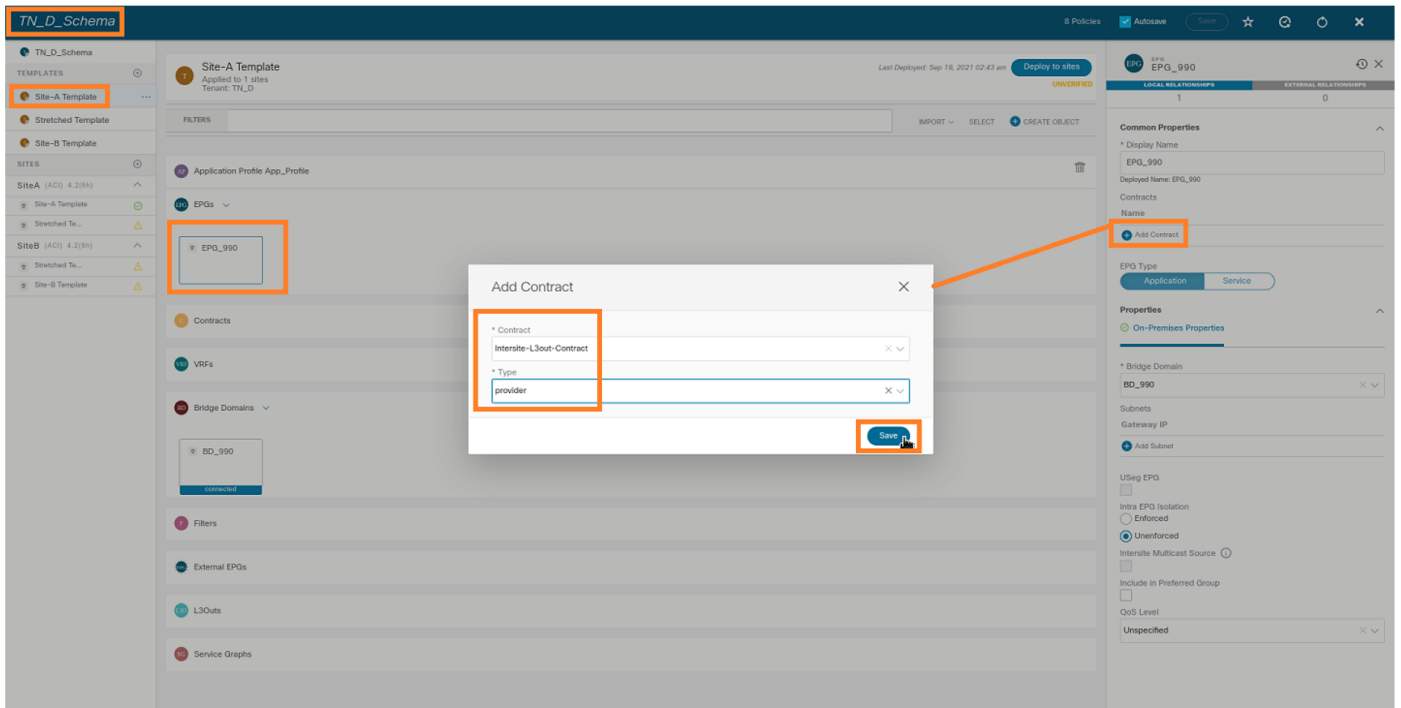 TN_D_Schema
8 Policies
Autosave
Save
TN_D_Schema
TEMPLATES
Site-A Template
Stretched Template
Site-B Template
SITES
SiteA (ACI) 4.2(6h)
Site-A Template
Stretched Te...
SiteB (ACI) 4.2(6h)
Stretched Te...
Site-B Template
T
Site-A Template
Applied to 1 sites
Tenant: TN_D
Last Deployed: Sep 19, 2021 02:43 am
Deploy to sites
UNVERIFIED
FILTERS
IMPORT
SELECT
CREATE OBJECT
AP
Application Profile App_Profile
EPG
EPGs
EPG_990
Contracts
VRF
VRFs
BD
Bridge Domains
BD_990
connected
F
Filters
External EPGs
L3O
L3Outs
SG
Service Graphs
Add Contract
* Contract
Intersite-L3out-Contract
* Type
provider
Save
EPG
EPG
EPG_990
LOCAL RELATIONSHIPS
EXTERNAL RELATIONSHIPS
1
0
Common Properties
* Display Name
EPG_990
Deployed Name: EPG_990
Contracts
Name
Add Contract
EPG Type
Application
Service
Properties
On-Premises Properties
* Bridge Domain
BD_990
Subnets
Gateway IP
Add Subnet
USeg EPG
Intra EPG Isolation
Enforced
Unenforced
Intersite Multicast Source
Include in Preferred Group
QoS Level
Unspecified